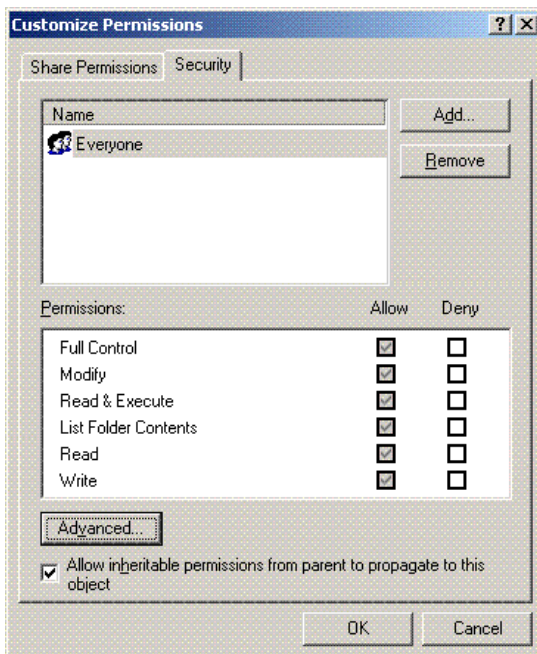 Customize Permissions
Share Permissions Security
Name
Add...
Everyone
Remove
Permissions: Allow Deny
Full Control
Modify
Read & Execute
List Folder Contents
Read
Write
Advanced...
Allow inheritable permissions from parent to propagate to this
object
OK Cancel